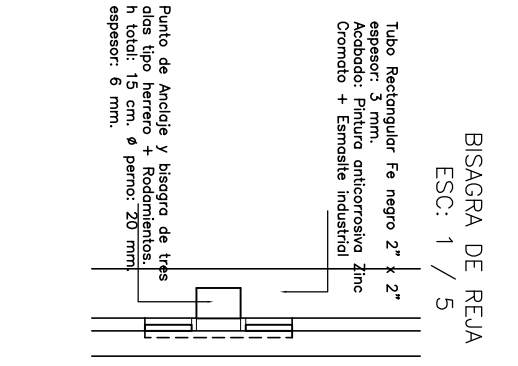 BISAGRA DE REJA
ESC: 1 / 5
Tubo Rectangular Fe negro 2" x 2"
espesor: 3 mm.
Acabado: Pintura anticorrosiva Zinc
Cromato + Esmaslte industrial
Punto de Anclaje y bisagra de tres
alas tipo herrero + Rodamientos.
h total: 15 cm. ø perno: 20 mm.
espesor: 6 mm.